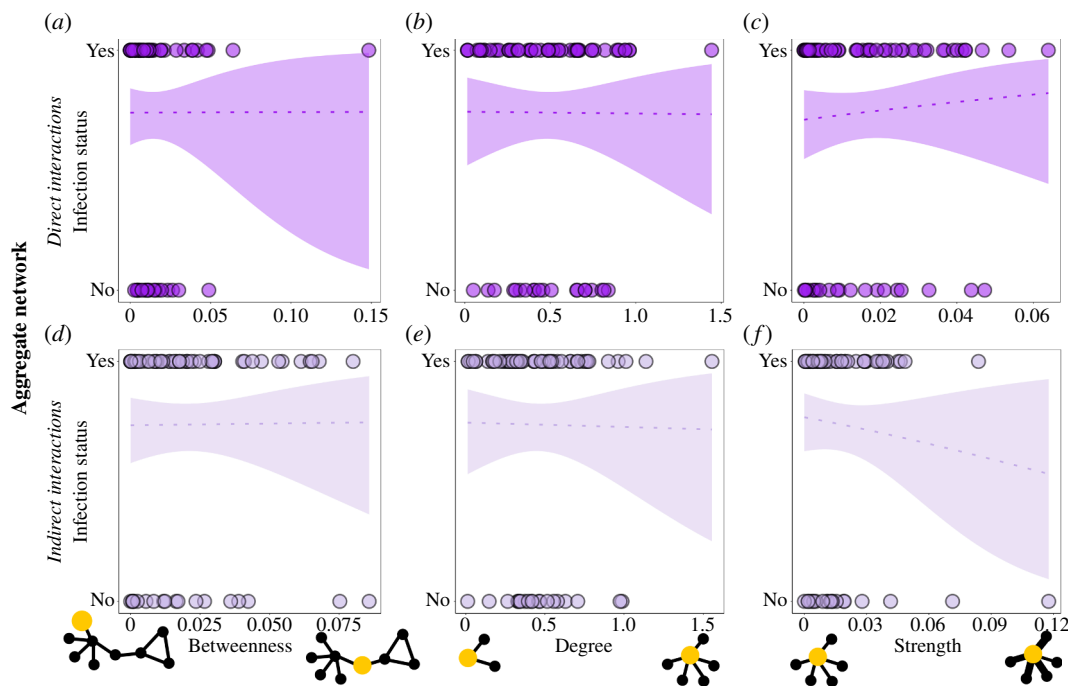 (a)
(b)
(c)
Aggregate network
Direct interactions
Infection status
Yes
No
0
0.05
0.10
0.15
Yes
No
0
0.5
1.0
1.5
Yes
No
0
0.02
0.04
0.06
(d)
(e)
(f)
Indirect interactions
Infection status
Yes
No
0
0.025
0.050
0.075
Betweenness
Yes
No
0
0.5
1.0
1.5
Degree
Yes
No
0
0.03
0.06
0.09
0.12
Strength